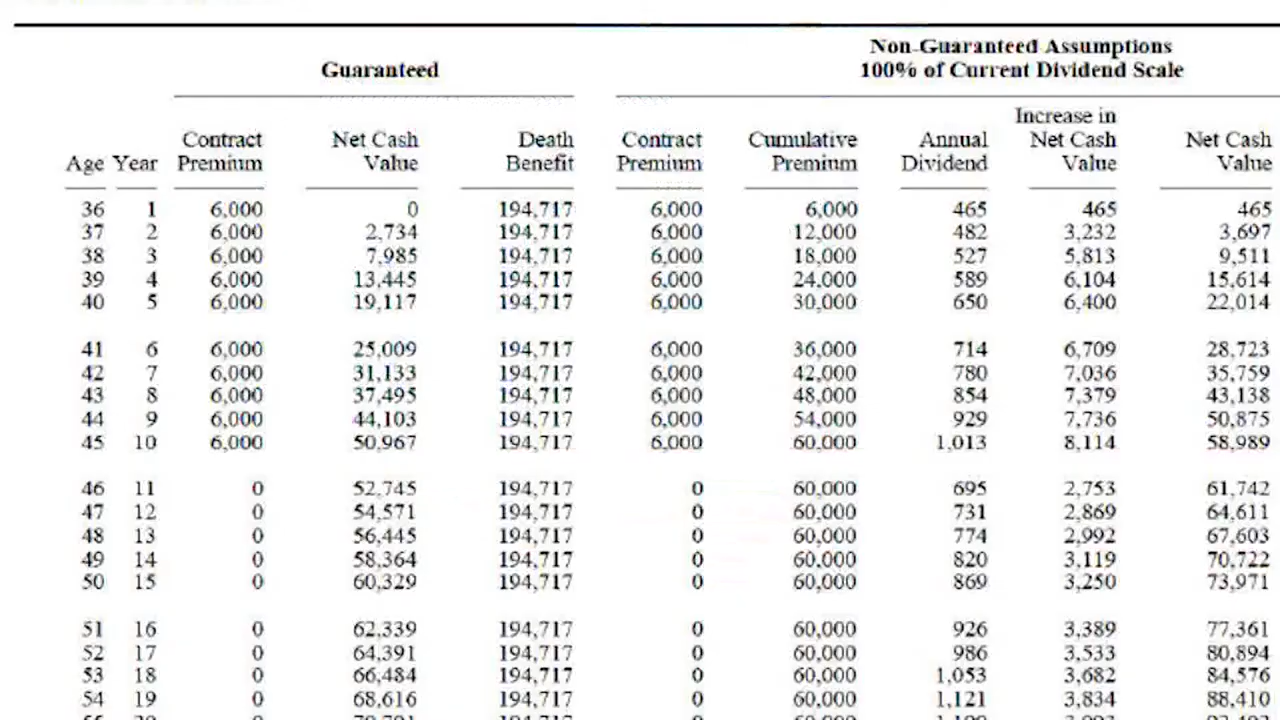 Non-Guaranteed Assumptions
Guaranteed 100% of Current Dividend Scale
Increase in
Contract Net Cash Death Contract Cumulative Annual Net Cash Net Cash
Age Year Premium Value Benefit Premium Premium Dividend Value Value
36 1 6,000 0 194,717 6,000 6,000 465 465 465
37 2 6,000 2,734 194,717 6,000 12,000 482 3,232 3,697
38 3 6,000 7,985 194,717 6,000 18,000 527 5,813 9,511
39 4 6,000 13,445 194,717 6,000 24,000 589 6,104 15,614
40 5 6,000 19,117 194,717 6,000 30,000 650 6,400 22,014
41 6 6,000 25,009 194,717 6,000 36,000 714 6,709 28,723
42 7 6,000 31,133 194,717 6,000 42,000 780 7,036 35,759
43 8 6,000 37,495 194,717 6,000 48,000 854 7,379 43,138
44 9 6,000 44,103 194,717 6,000 54,000 929 7,736 50,875
45 10 6,000 50,967 194,717 6,000 60,000 1,013 8,114 58,989
46 11 0 52,745 194,717 0 60,000 695 2,753 61,742
47 12 0 54,571 194,717 0 60,000 731 2,869 64,611
48 13 0 56,445 194,717 0 60,000 774 2,992 67,603
49 14 0 58,364 194,717 0 60,000 820 3,119 70,722
50 15 0 60,329 194,717 0 60,000 869 3,250 73,971
51 16 0 62,339 194,717 0 60,000 926 3,389 77,361
52 17 0 64,391 194,717 0 60,000 986 3,533 80,894
53 18 0 66,484 194,717 0 60,000 1,053 3,682 84,576
54 19 0 68,616 194,717 0 60,000 1,121 3,834 88,410